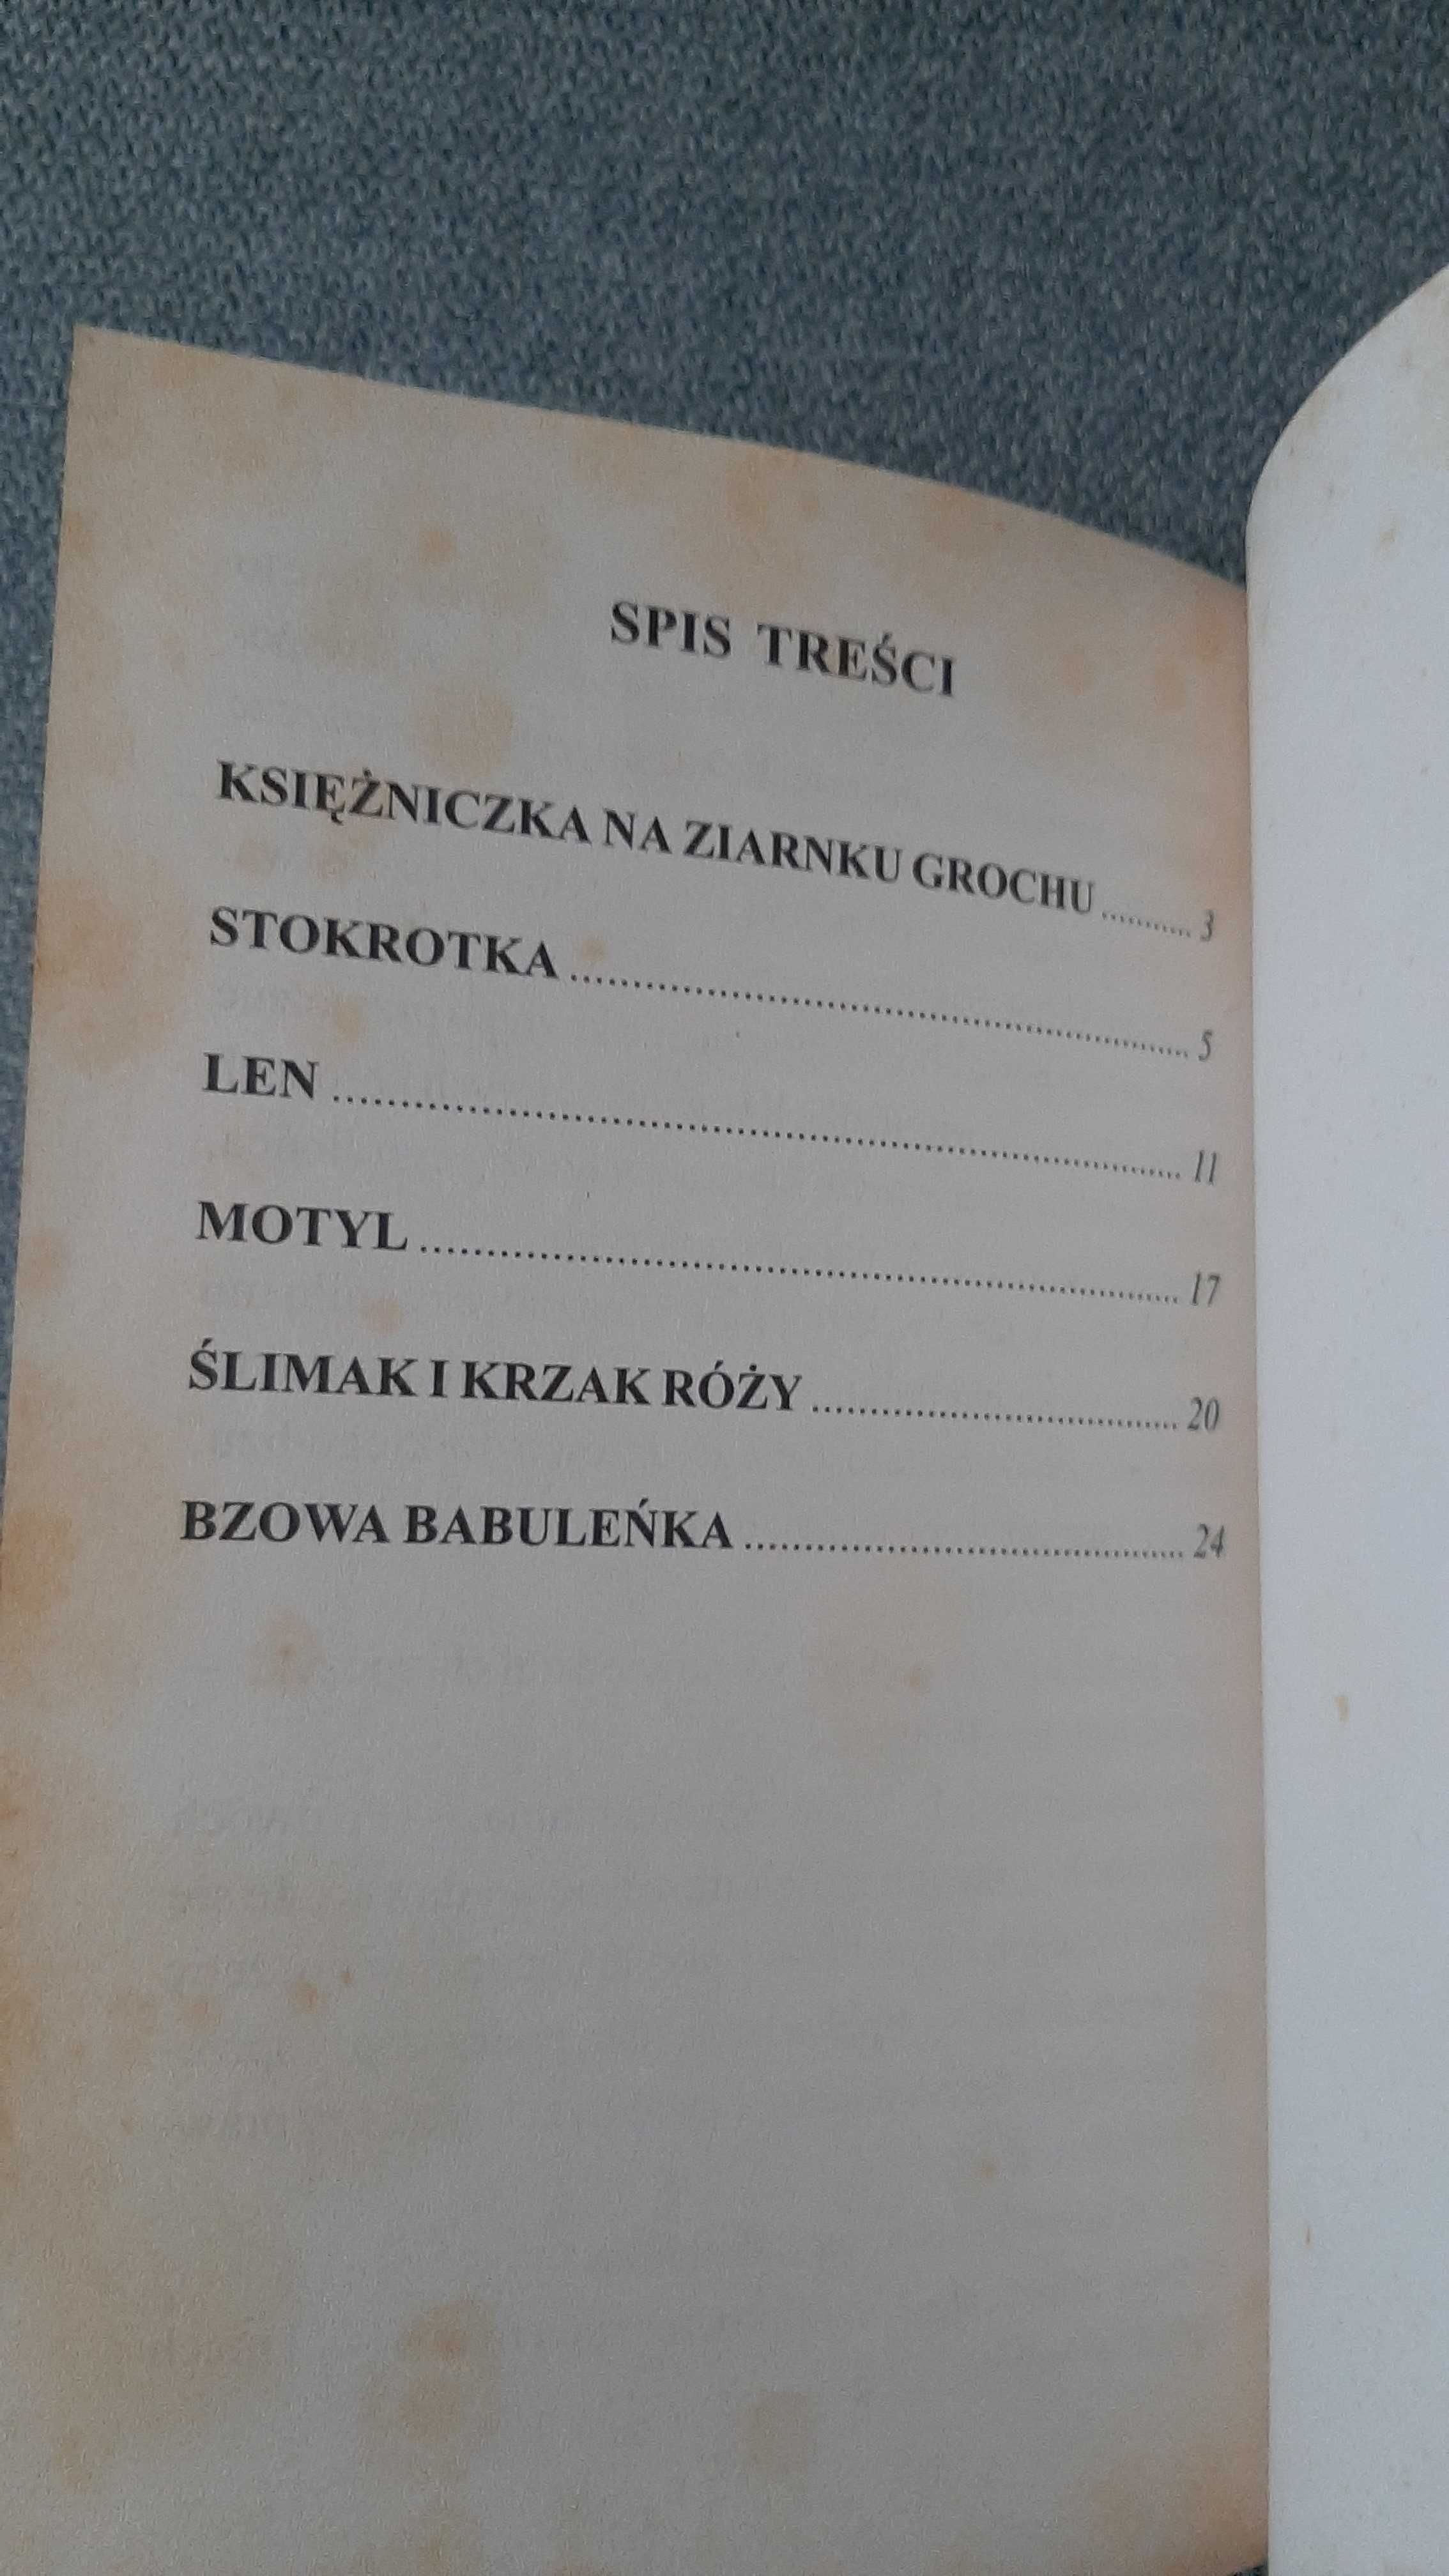 SPIS TREŚCI
KSIĘŻNICZKA NA ZIARNKU GROCHU .......... 3
STOKROTKA .......... 5
LEN .......... 11
MOTYL .......... 17
ŚLIMAK I KRZAK RÓŻY .......... 20
BZOWA BABULEŃKA .......... 24